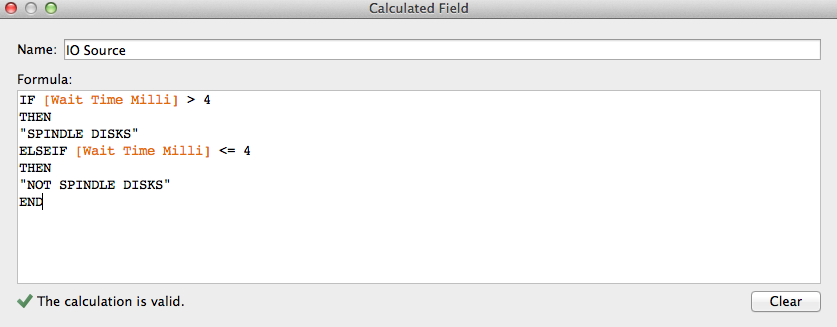 Calculated Field
Name: IO Source
Formula:
IF [Wait Time Milli] > 4
THEN
"SPINDLE DISKS"
ELSEIF [Wait Time Milli] <= 4
THEN
"NOT SPINDLE DISKS"
END
The calculation is valid. Clear